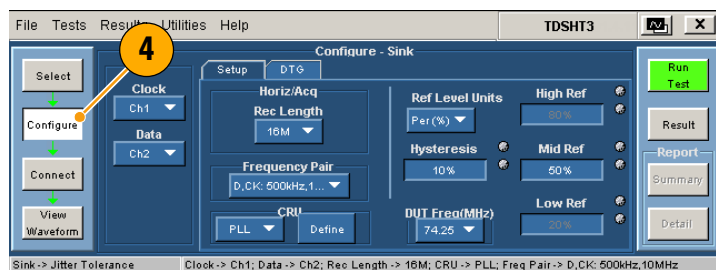 File Tests Results Utilities Help TDSHT3 X
4
Configure - Sink
Select
Configure
Connect
View
Waveform
Clock
Ch1
Data
Ch2
Setup DTG
Horiz/Acq
Rec Length
16M
Frequency Pair
D,CK: 500kHz,1...
CRU
PLL Define
Ref Level Units
Per(%)
Hysteresis
10%
DUT Freq(MHz)
74.25
High Ref
80%
Mid Ref
50%
Low Ref
20%
Run
Test
Result
Report
Summary
Detail
Sink-> Jitter Tolerance Clock-> Ch1; Data-> Ch2; Rec Length-> 16M; CRU-> PLL; Freq Pair-> D,CK: 500kHz,10MHz